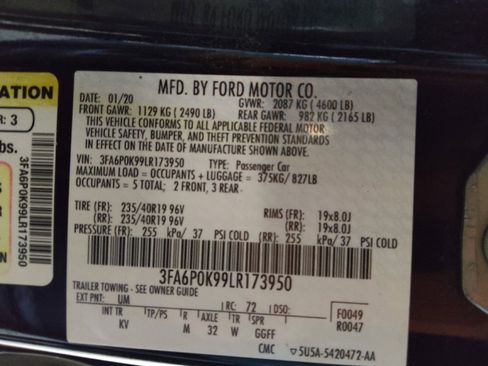 ATION
R: 3
lbs.
3FA6P0K99LR173950
MFD. BY FORD MOTOR CO.
DATE: 01/20 GVWR: 2087 KG ( 4600 LB)
FRONT GAWR: 1129 KG ( 2490 LB) REAR GAWR: 982 KG ( 2165 LB)
THIS VEHICLE CONFORMS TO ALL APPLICABLE FEDERAL MOTOR
VEHICLE SAFETY, BUMPER, AND THEFT PREVENTION STANDARDS
IN EFFECT ON THE DATE OF MANUFACTURE SHOWN ABOVE.
VIN: 3FA6P0K99LR173950 TYPE: Passenger Car
MAXIMUM LOAD = OCCUPANTS + LUGGAGE = 375KG/ 827LB
OCCUPANTS = 5 TOTAL; 2 FRONT, 3 REAR
TIRE (FR): 235/40R19 96V RIMS (FR): 19x8.0J
(RR): 235/40R19 96V (RR): 19x8.0J
PRESSURE (FR): 255 kPa/ 37 PSI COLD (RR): 255 kPa/ 37 PSI COLD
3FA6P0K99LR173950
TRAILER TOWING - SEE OWNER GUIDE
EXT PNT: UM RC: 72 DSO: F0049
INT TR TP/PS R AXLE TR SPR R0047
KV M 32 W GGFF
CMC 5U5A-5420472-AA